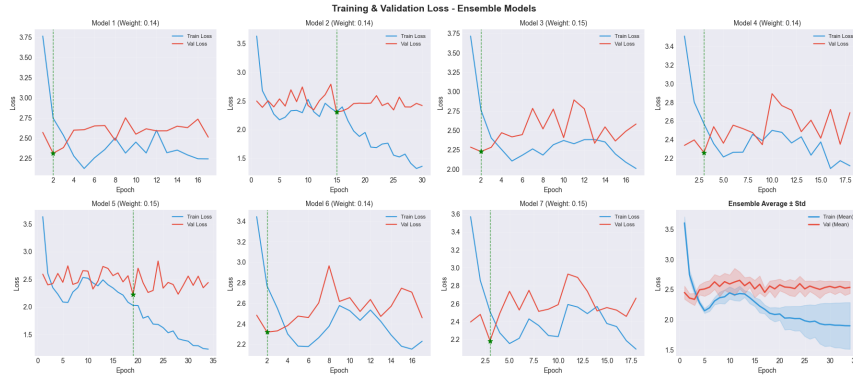 Training & Validation Loss - Ensemble Models
Model 1 (Weight: 0.14)
Train Loss
Val Loss
3.75
3.50
3.25
3.00
2.75
2.50
2.25
Loss
2 4 6 8 10 12 14 16
Epoch
Model 2 (Weight: 0.14)
Train Loss
Val Loss
3.5
3.0
2.5
2.0
1.5
Loss
0 5 10 15 20 25 30
Epoch
Model 3 (Weight: 0.15)
Train Loss
Val Loss
3.75
3.50
3.25
3.00
2.75
2.50
2.25
2.00
Loss
2 4 6 8 10 12 14 16
Epoch
Model 4 (Weight: 0.14)
Train Loss
Val Loss
3.4
3.2
3.0
2.8
2.6
2.4
2.2
Loss
2.5 5.0 7.5 10.0 12.5 15.0 17.5
Epoch
Model 5 (Weight: 0.15)
Train Loss
Val Loss
3.5
3.0
2.5
2.0
1.5
Loss
0 5 10 15 20 25 30 35
Epoch
Model 6 (Weight: 0.14)
Train Loss
Val Loss
3.4
3.2
3.0
2.8
2.6
2.4
2.2
Loss
0 2 4 6 8 10 12 14 16
Epoch
Model 7 (Weight: 0.15)
Train Loss
Val Loss
3.6
3.4
3.2
3.0
2.8
2.6
2.4
2.2
Loss
2.5 5.0 7.5 10.0 12.5 15.0 17.5
Epoch
Ensemble Average ± Std
Train (Mean)
Val (Mean)
3.5
3.0
2.5
2.0
1.5
Loss
0 5 10 15 20 25 30 35
Epoch